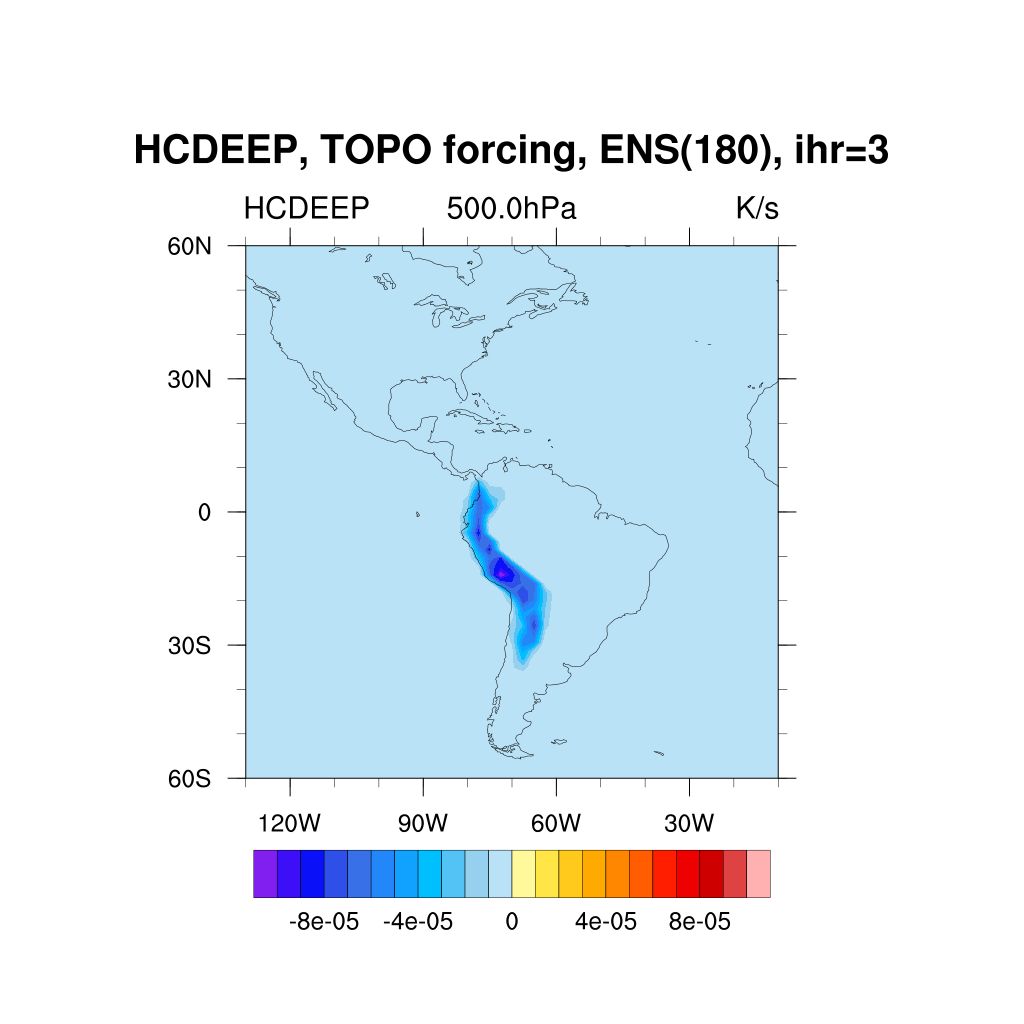 HCDEEP, TOPO forcing, ENS(180), ihr=3
HCDEEP 500.0hPa K/s
60N
30N
0
30S
60S
120W 90W 60W 30W
-8e-05 -4e-05 0 4e-05 8e-05